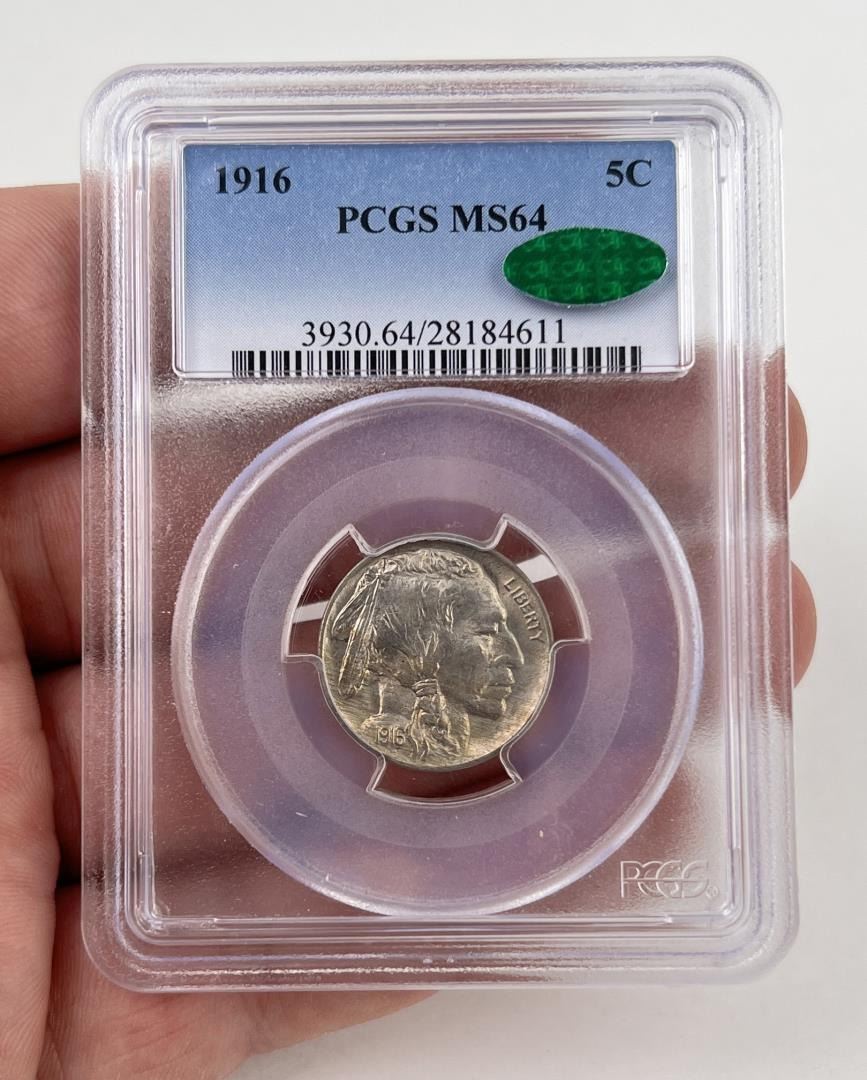 1916 5C
PCGS MS64
3930.64/28184611
LIBERTY
1916
PCGS®